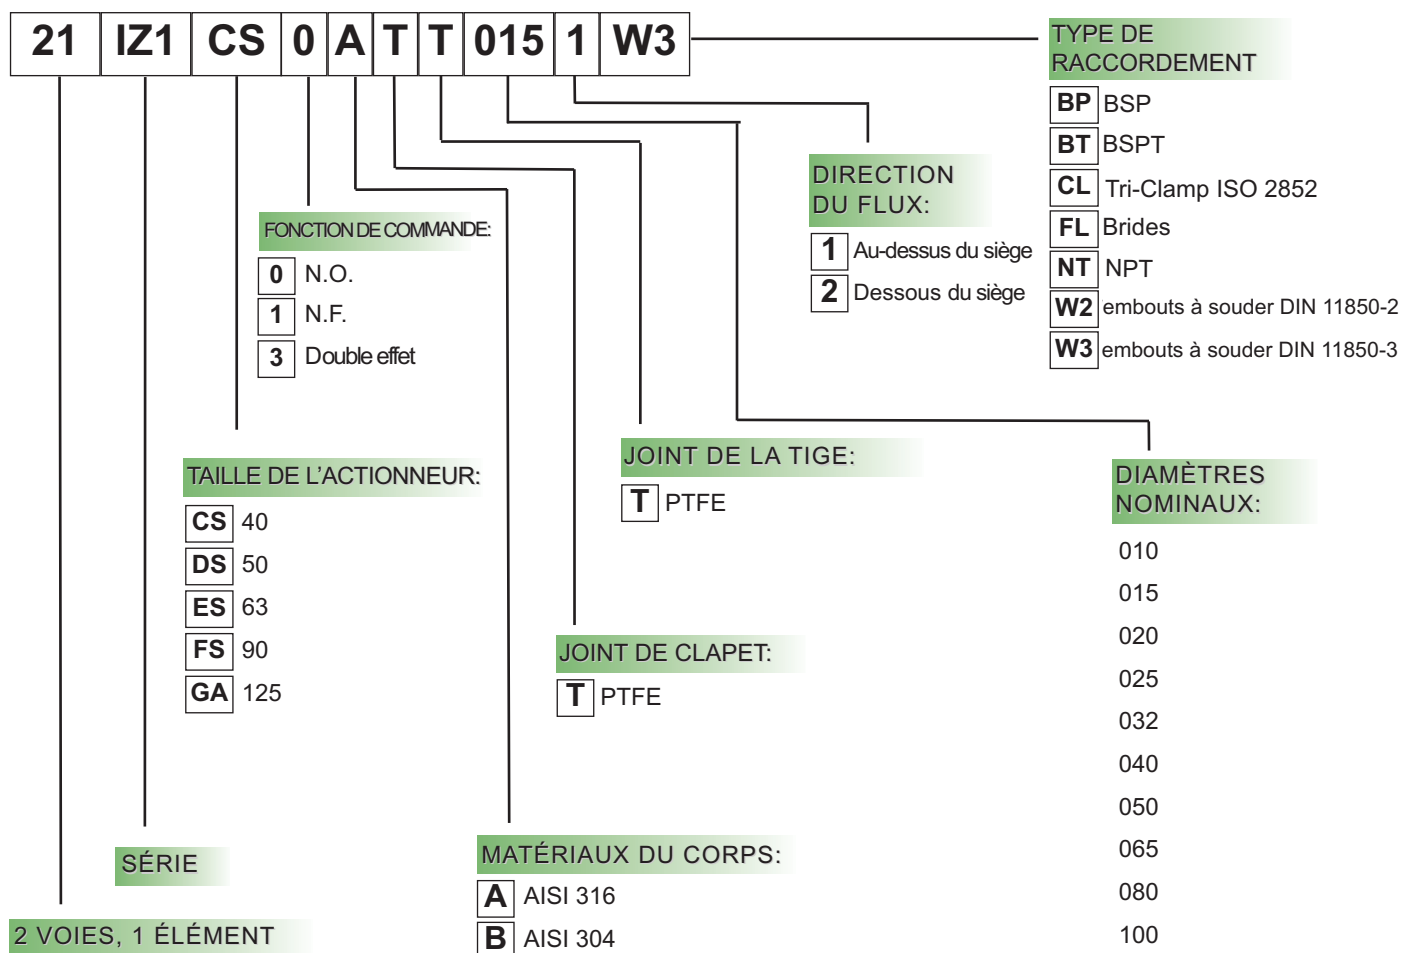 21 IZ1 CS 0 A T T 015 1 W3
TYPE DE
RACCORDEMENT
BP BSP
BT BSPT
CL Tri-Clamp ISO 2852
FL Brides
NT NPT
W2 embouts à souder DIN 11850-2
W3 embouts à souder DIN 11850-3
DIRECTION
DU FLUX:
1 Au-dessus du siège
2 Dessous du siège
FONCTION DE COMMANDE:
0 N.O.
1 N.F.
3 Double effet
TAILLE DE L'ACTIONNEUR:
CS 40
DS 50
ES 63
FS 90
GA 125
JOINT DE LA TIGE:
T PTFE
DIAMÈTRES
NOMINAUX:
010
015
020
025
032
040
050
065
080
100
JOINT DE CLAPET:
T PTFE
SÉRIE
MATÉRIAUX DU CORPS:
A AISI 316
B AISI 304
2 VOIES, 1 ÉLÉMENT